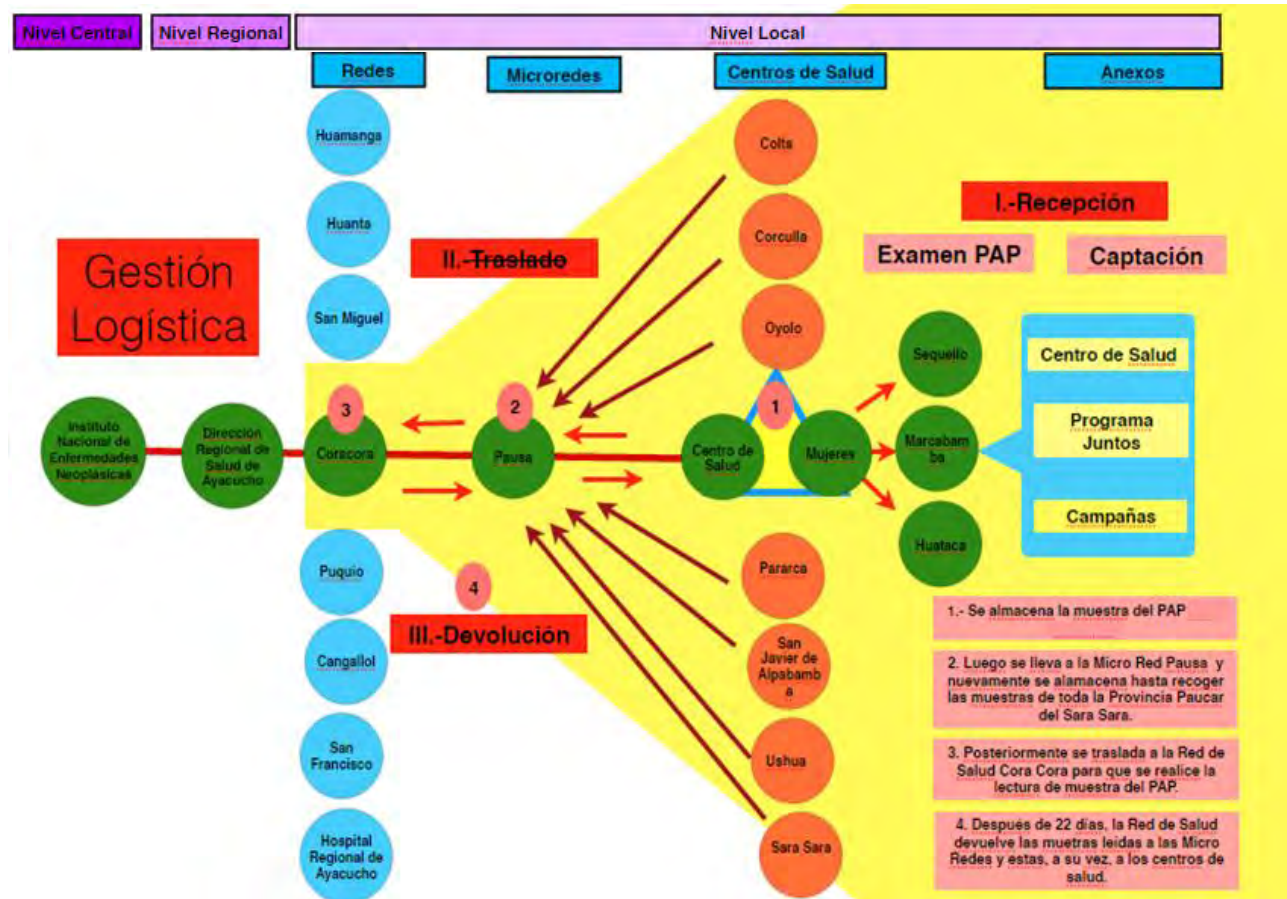 Nivel Central
Nivel Regional
Nivel Local
Redes
Microredes
Centros de Salud
Anexos
Huamanga
Huanta
San Miguel
Colta
Corculla
Oyolo
I.-Recepción
Examen PAP
Captación
II.-Traslado
Gestión
Logística
Instituto
Nacional de
Enfermedades
Neoplásicas
Dirección
Regional de
Salud de
Ayacucho
3
Coracora
2
Pausa
1
Centro de
Salud
Mujeres
Sequello
Marcabam
ba
Huataca
Centro de Salud
Programa
Juntos
Campañas
4
III.-Devolución
Puquio
Cangallol
San
Francisco
Hospital
Regional de
Ayacucho
Pararca
San
Javier de
Alpabamb
a
Ushua
Sara Sara
1.- Se almacena la muestra del PAP
2. Luego se lleva a la Micro Red Pausa y
nuevamente se alamacena hasta recoger
las muestras de toda la Provincia Paucar
del Sara Sara.
3. Posteriormente se traslada a la Red de
Salud Cora Cora para que se realice la
lectura de muestra del PAP.
4. Después de 22 días, la Red de Salud
devuelve las muetras leídas a las Micro
Redes y estas, a su vez, a los centros de
salud.